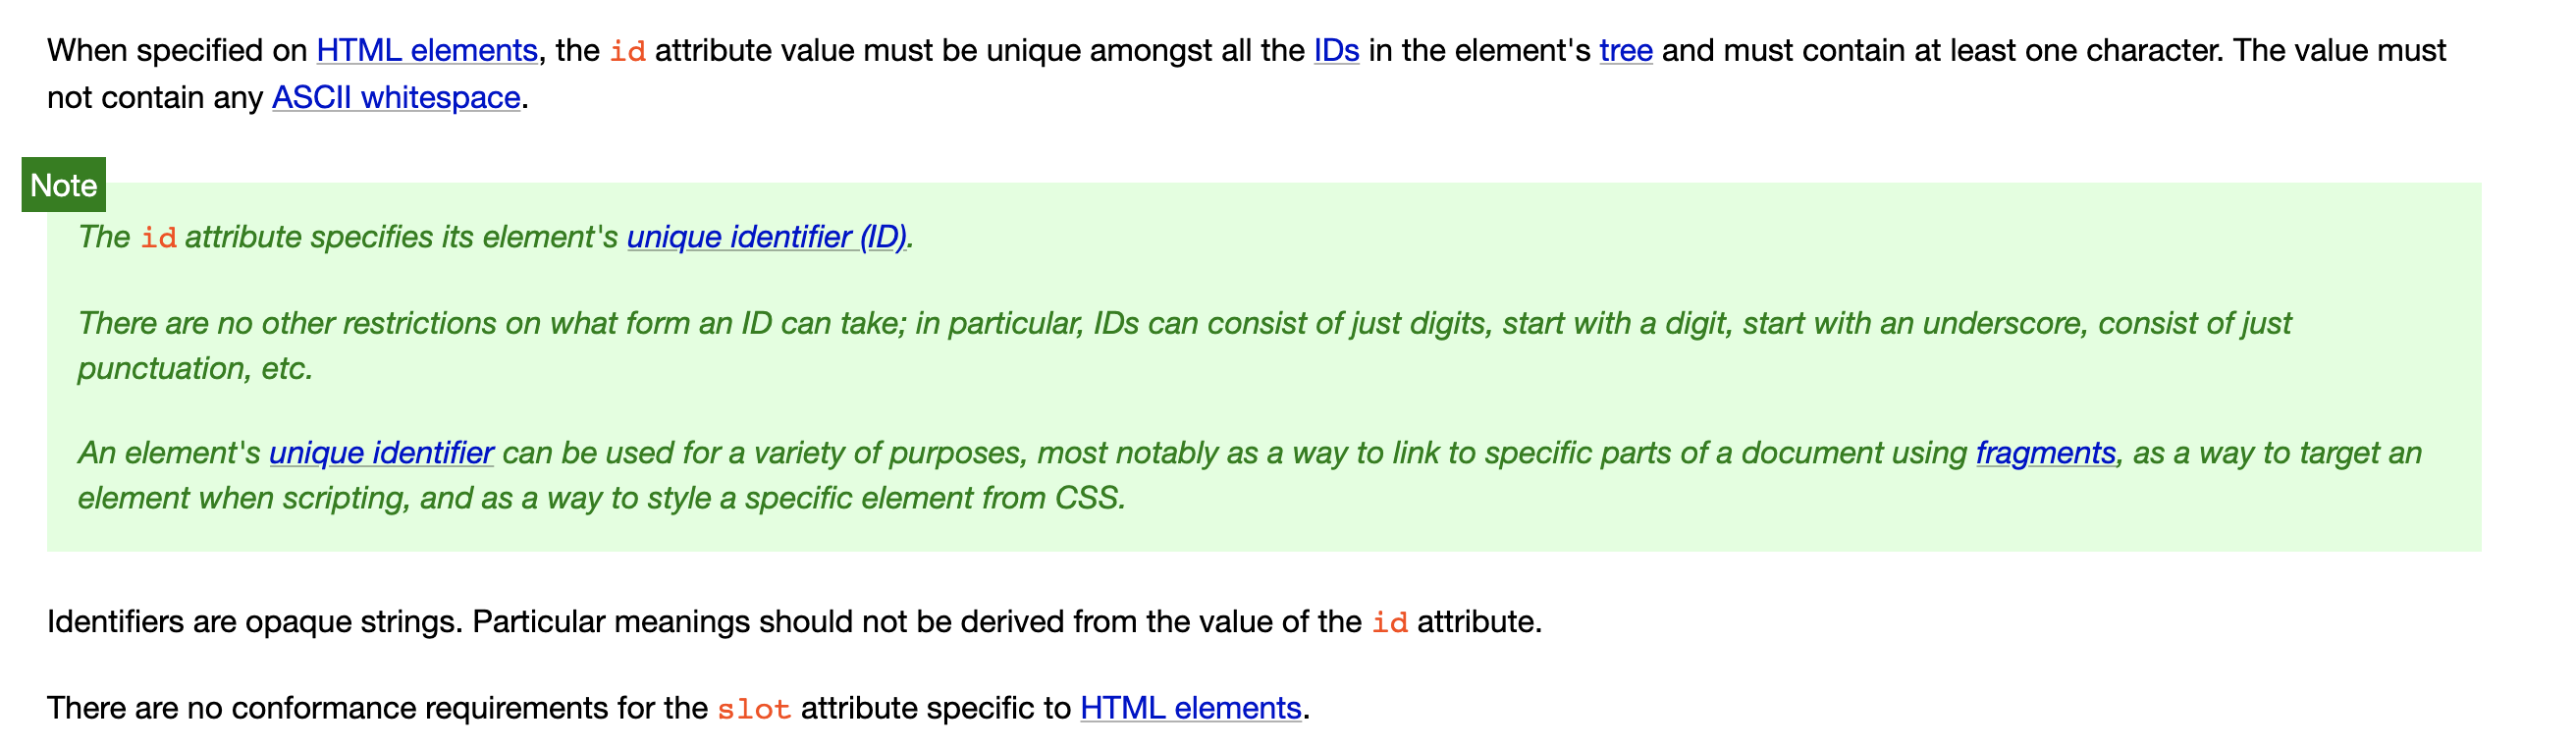 When specified on HTML elements, the id attribute value must be unique amongst all the IDs in the element's tree and must contain at least one character. The value must
not contain any ASCII whitespace.
Note
The id attribute specifies its element's unique identifier (ID).
There are no other restrictions on what form an ID can take; in particular, IDs can consist of just digits, start with a digit, start with an underscore, consist of just
punctuation, etc.
An element's unique identifier can be used for a variety of purposes, most notably as a way to link to specific parts of a document using fragments, as a way to target an
element when scripting, and as a way to style a specific element from CSS.
Identifiers are opaque strings. Particular meanings should not be derived from the value of the id attribute.
There are no conformance requirements for the slot attribute specific to HTML elements.